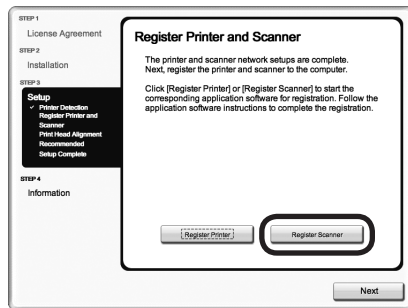 STEP 1
License Agreement
STEP 2
Installation
STEP 3
Setup
✓ Printer Detection
Register Printer and
Scanner
Print Head Alignment
Recommended
Setup Complete
STEP 4
Information
Register Printer and Scanner
The printer and scanner network setups are complete.
Next, register the printer and scanner to the computer.
Click [Register Printer] or [Register Scanner] to start the
corresponding application software for registration. Follow the
application software instructions to complete the registration.
Register Printer
Register Scanner
Next